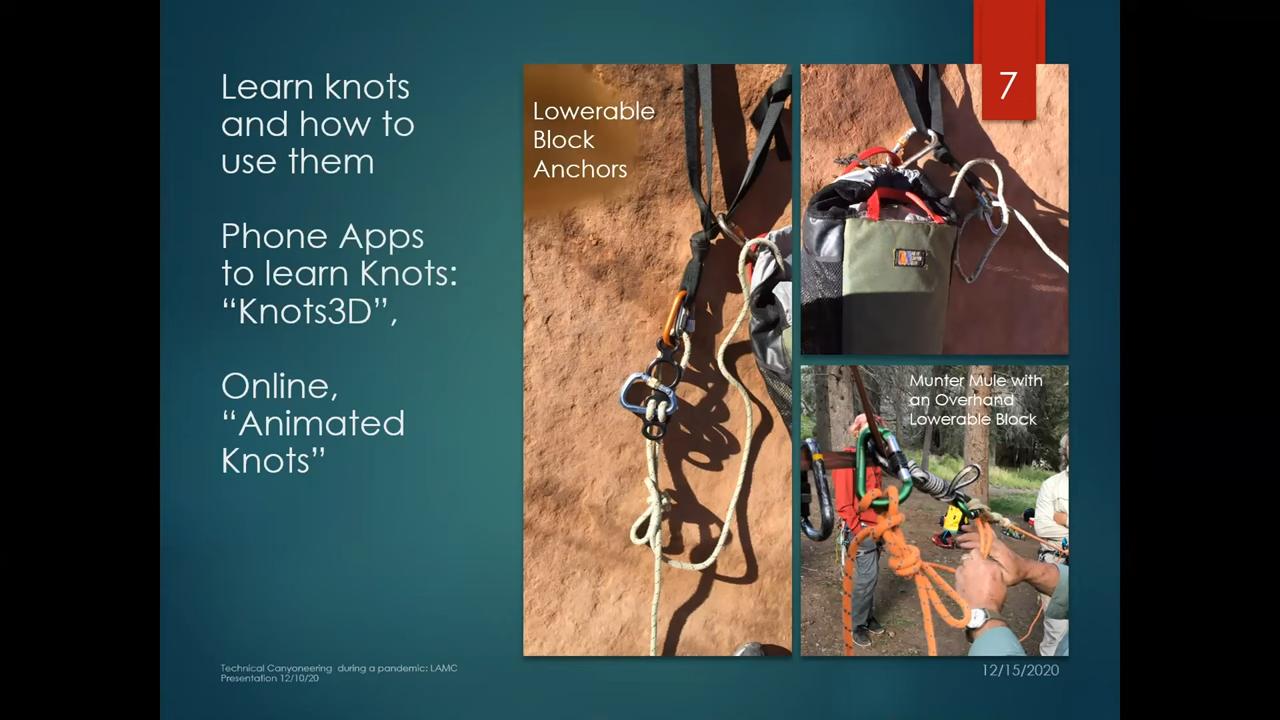 7
Learn knots
and how to
use them
Phone Apps
to learn Knots:
“Knots3D”,
Online,
“Animated
Knots”
Lowerable
Block
Anchors
Munter Mule with
an Overhand
Lowerable Block
Technical Canyoneering during a pandemic: LAMC
Presentation 12/10/20
12/15/2020